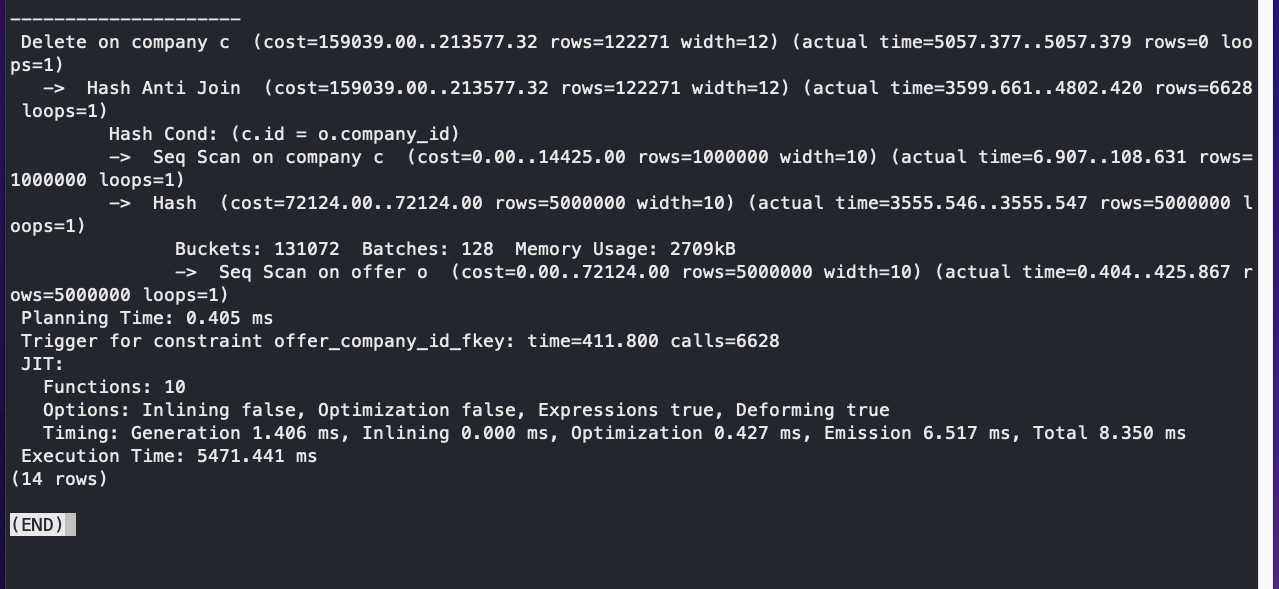 ---------------------
 Delete on company c  (cost=159039.00..213577.32 rows=122271 width=12) (actual time=5057.377..5057.379 rows=0 loo
ps=1)
   ->  Hash Anti Join  (cost=159039.00..213577.32 rows=122271 width=12) (actual time=3599.661..4802.420 rows=6628
 loops=1)
         Hash Cond: (c.id = o.company_id)
         ->  Seq Scan on company c  (cost=0.00..14425.00 rows=1000000 width=10) (actual time=6.907..108.631 rows=
1000000 loops=1)
         ->  Hash  (cost=72124.00..72124.00 rows=5000000 width=10) (actual time=3555.546..3555.547 rows=5000000 l
oops=1)
               Buckets: 131072  Batches: 128  Memory Usage: 2709kB
               ->  Seq Scan on offer o  (cost=0.00..72124.00 rows=5000000 width=10) (actual time=0.404..425.867 r
ows=5000000 loops=1)
 Planning Time: 0.405 ms
 Trigger for constraint offer_company_id_fkey: time=411.800 calls=6628
 JIT:
   Functions: 10
   Options: Inlining false, Optimization false, Expressions true, Deforming true
   Timing: Generation 1.406 ms, Inlining 0.000 ms, Optimization 0.427 ms, Emission 6.517 ms, Total 8.350 ms
 Execution Time: 5471.441 ms
(14 rows)

(END)